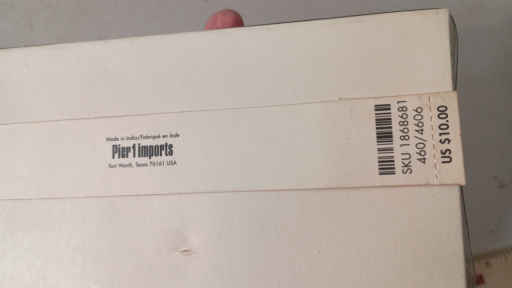 Made in India/Fabriqué en Inde
Pier 1 imports
Fort Worth, Texas 76161 USA
SKU 1868681
460/4606
US $10.00